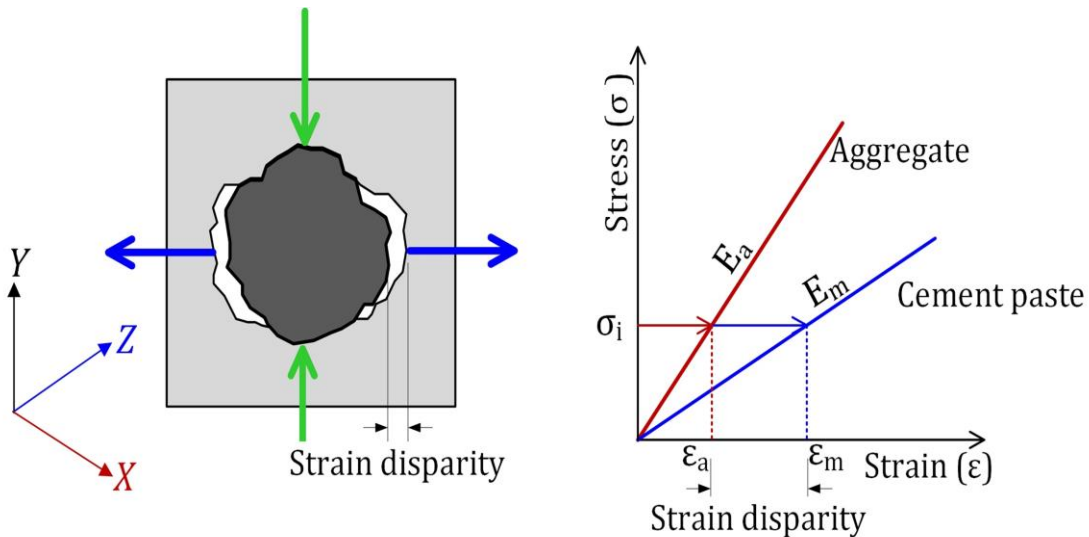 Y
Z
X
Strain disparity
Stress (σ)
Aggregate
Eₐ
Eₘ
Cement paste
σᵢ
εₐ
εₘ
Strain (ε)
Strain disparity